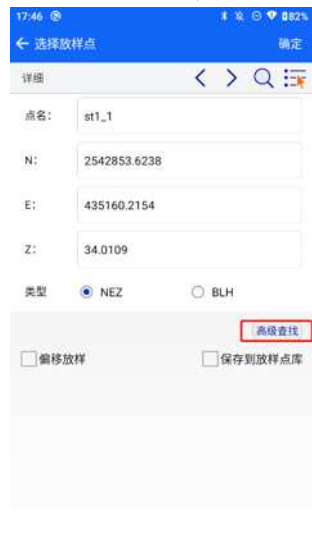 17:46 82%
选择放样点 确定
详细
点名: st1_1
N: 2542853.6238
E: 435160.2154
Z: 34.0109
类型 NEZ BLH
高级查找
偏移放样 保存到放样点库